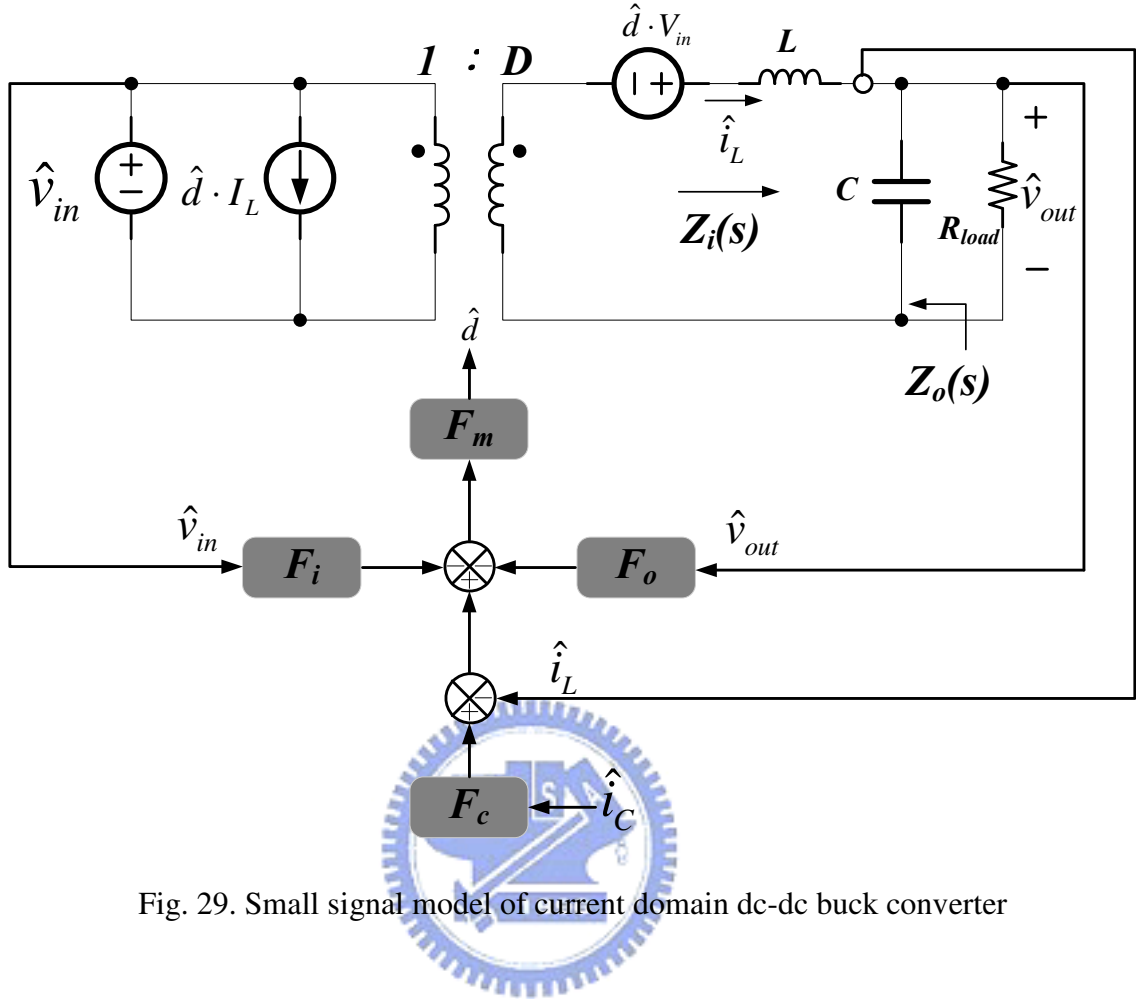 d̂ · V_in
L
1 : D
î_L
+
v̂_in
+
−
d̂ · I_L
− +
Z_i(s)
C
R_load
v̂_out
−
d̂
Z_o(s)
F_m
v̂_in
v̂_out
F_i
− + −
F_o
î_L
+ −
F_c
î_C
Fig. 29. Small signal model of current domain dc-dc buck converter